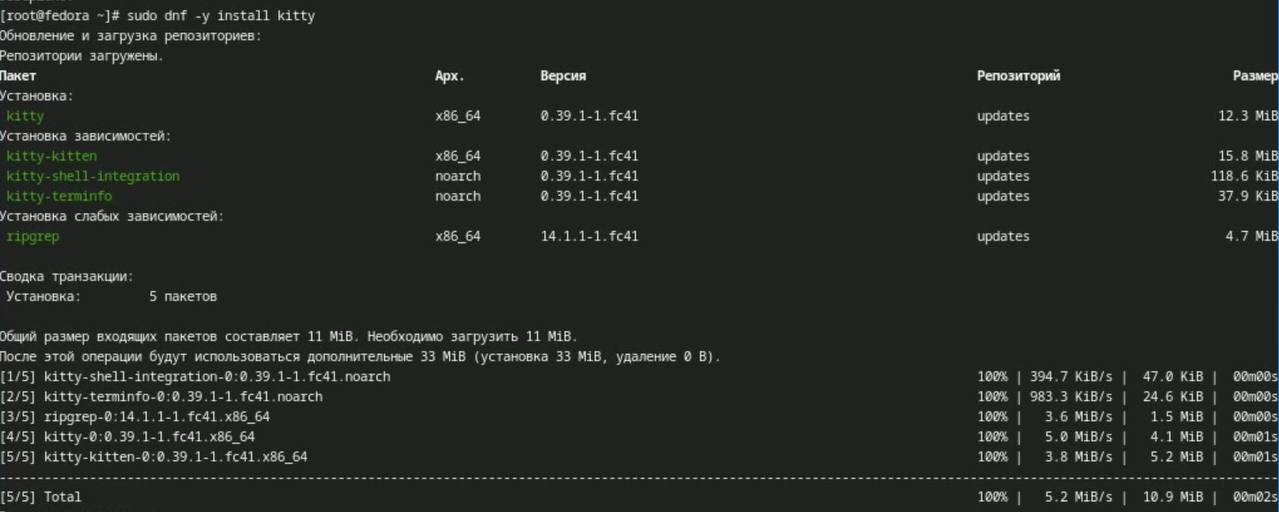 [root@fedora ~]# sudo dnf -y install kitty
Обновление и загрузка репозиториев:
Репозитории загружены.
Пакет Арх. Версия Репозиторий Размер
Установка:
kitty x86_64 0.39.1-1.fc41 updates 12.3 MiB
Установка зависимостей:
kitty-kitten x86_64 0.39.1-1.fc41 updates 15.8 MiB
kitty-shell-integration noarch 0.39.1-1.fc41 updates 118.6 KiB
kitty-terminfo noarch 0.39.1-1.fc41 updates 37.9 KiB
Установка слабых зависимостей:
ripgrep x86_64 14.1.1-1.fc41 updates 4.7 MiB
Сводка транзакции:
Установка: 5 пакетов
Общий размер входящих пакетов составляет 11 MiB. Необходимо загрузить 11 MiB.
После этой операции будут использоваться дополнительные 33 MiB (установка 33 MiB, удаление 0 B).
[1/5] kitty-shell-integration-0:0.39.1-1.fc41.noarch 100% | 394.7 KiB/s | 47.0 KiB | 00m00s
[2/5] kitty-terminfo-0:0.39.1-1.fc41.noarch 100% | 983.3 KiB/s | 24.6 KiB | 00m00s
[3/5] ripgrep-0:14.1.1-1.fc41.x86_64 100% | 3.6 MiB/s | 1.5 MiB | 00m00s
[4/5] kitty-0:0.39.1-1.fc41.x86_64 100% | 5.0 MiB/s | 4.1 MiB | 00m01s
[5/5] kitty-kitten-0:0.39.1-1.fc41.x86_64 100% | 3.8 MiB/s | 5.2 MiB | 00m01s
--------------------------------------------------------------------------------
[5/5] Total 100% | 5.2 MiB/s | 10.9 MiB | 00m02s